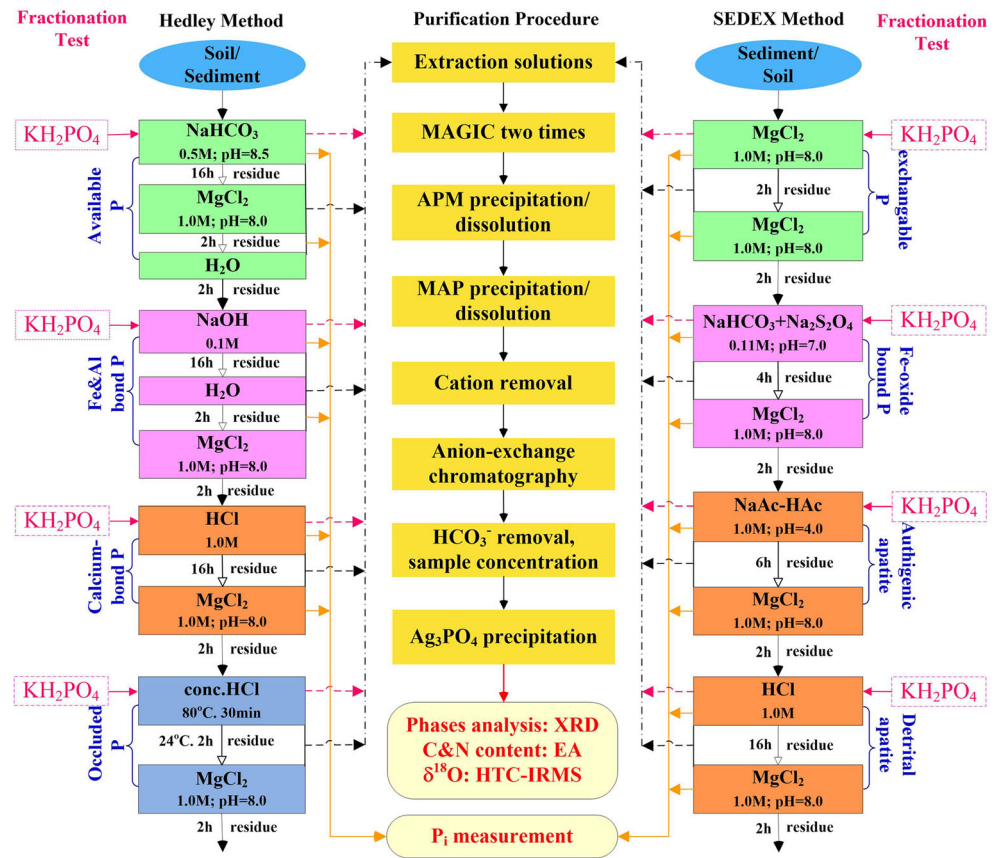 Fractionation
Test
Hedley Method
Soil/
Sediment
KH₂PO₄
NaHCO₃
0.5M; pH=8.5
16h residue
MgCl₂
1.0M; pH=8.0
2h residue
H₂O
2h residue
Available
P
KH₂PO₄
NaOH
0.1M
16h residue
H₂O
2h residue
MgCl₂
1.0M; pH=8.0
2h residue
Fe&Al
bond P
KH₂PO₄
HCl
1.0M
16h residue
MgCl₂
1.0M; pH=8.0
2h residue
Calcium-
bond P
KH₂PO₄
conc.HCl
80°C. 30min
24°C. 2h residue
MgCl₂
1.0M; pH=8.0
2h residue
Occluded
P
Purification Procedure
Extraction solutions
MAGIC two times
APM precipitation/
dissolution
MAP precipitation/
dissolution
Cation removal
Anion-exchange
chromatography
HCO₃⁻ removal,
sample concentration
Ag₃PO₄ precipitation
Phases analysis: XRD
C&N content: EA
δ¹⁸O: HTC-IRMS
Pᵢ measurement
SEDEX Method
Fractionation
Test
Sediment/
Soil
MgCl₂
1.0M; pH=8.0
KH₂PO₄
2h residue
MgCl₂
1.0M; pH=8.0
2h residue
exchangable
P
NaHCO₃+Na₂S₂O₄
0.11M; pH=7.0
KH₂PO₄
4h residue
MgCl₂
1.0M; pH=8.0
2h residue
Fe-oxide
bound P
NaAc-HAc
1.0M; pH=4.0
KH₂PO₄
6h residue
MgCl₂
1.0M; pH=8.0
2h residue
Authigenic
apatite
HCl
1.0M
KH₂PO₄
16h residue
MgCl₂
1.0M; pH=8.0
2h residue
Detrital
apatite